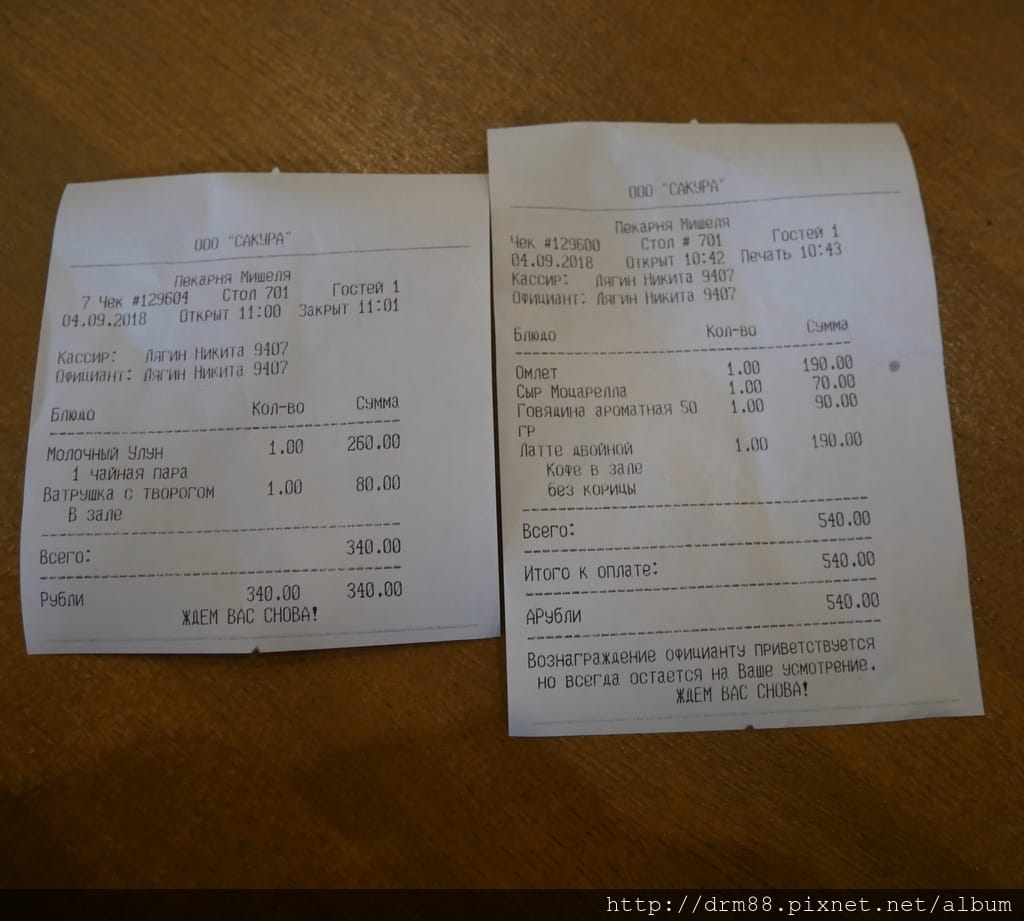 ООО "САКУРА"
Пекарня Мишеля
7 Чек #129604 Стол 701 Гостей 1
04.09.2018 Открыт 11:00 Закрыт 11:01
Кассир: Лягин Никита 9407
Официант: Лягин Никита 9407
Блюдо Кол-во Сумма
Молочный Улун 1.00 260.00
1 чайная пара
Ватрушка с творогом 1.00 80.00
В зале
Всего: 340.00
Рубли 340.00 340.00
ЖДЕМ ВАС СНОВА!
ООО "САКУРА"
Пекарня Мишеля
Чек #129600 Стол # 701 Гостей 1
04.09.2018 Открыт 10:42 Печать 10:43
Кассир: Лягин Никита 9407
Официант: Лягин Никита 9407
Блюдо Кол-во Сумма
Омлет 1.00 190.00
Сыр Моцарелла 1.00 70.00
Говядина ароматная 50 1.00 90.00
гр
Латте двойной 1.00 190.00
Кофе в зале
без корицы
Всего: 540.00
Итого к оплате: 540.00
АРубли 540.00
Вознаграждение официанту приветствуется
но всегда остается на Ваше усмотрение.
ЖДЕМ ВАС СНОВА!
http://drm88.pixnet.net/album